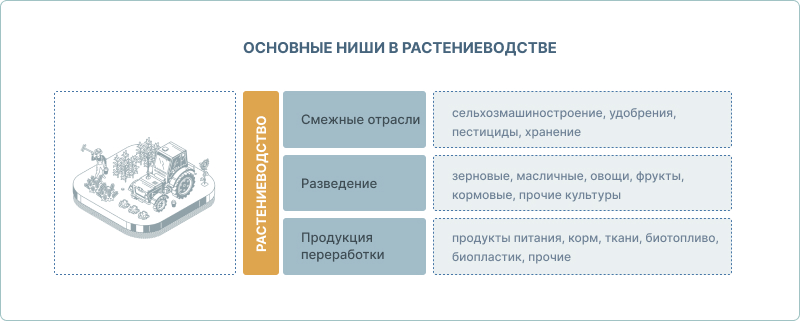 ОСНОВНЫЕ НИШИ В РАСТЕНИЕВОДСТВЕ
РАСТЕНИЕВОДСТВО
Смежные отрасли
сельхозмашиностроение, удобрения,
пестициды, хранение
Разведение
зерновые, масличные, овощи, фрукты,
кормовые, прочие культуры
Продукция
переработки
продукты питания, корм, ткани, биотопливо,
биопластик, прочие